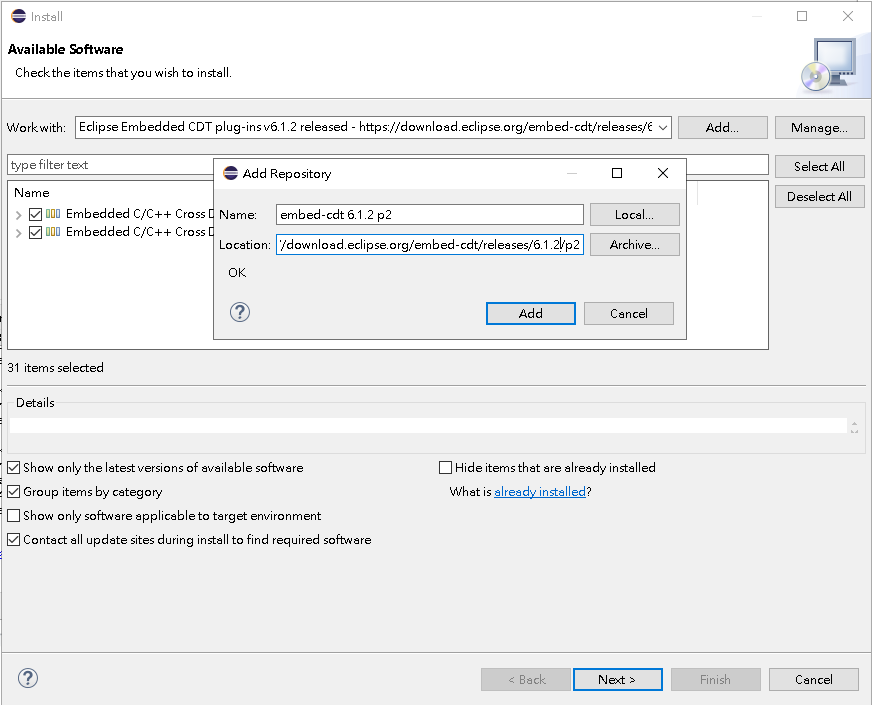 Install
Available Software
Check the items that you wish to install.
Work with: Eclipse Embedded CDT plug-ins v6.1.2 released - https://download.eclipse.org/embed-cdt/releases/6 Add... Manage...
type filter text Select All
Deselect All
Name
Embedded C/C++ Cross D
Embedded C/C++ Cross D
Add Repository
Name: embed-cdt 6.1.2 p2 Local...
Location: /download.eclipse.org/embed-cdt/releases/6.1.2/p2 Archive...
OK
? Add Cancel
31 items selected
Details
Show only the latest versions of available software
Hide items that are already installed
Group items by category
What is already installed?
Show only software applicable to target environment
Contact all update sites during install to find required software
? < Back Next > Finish Cancel